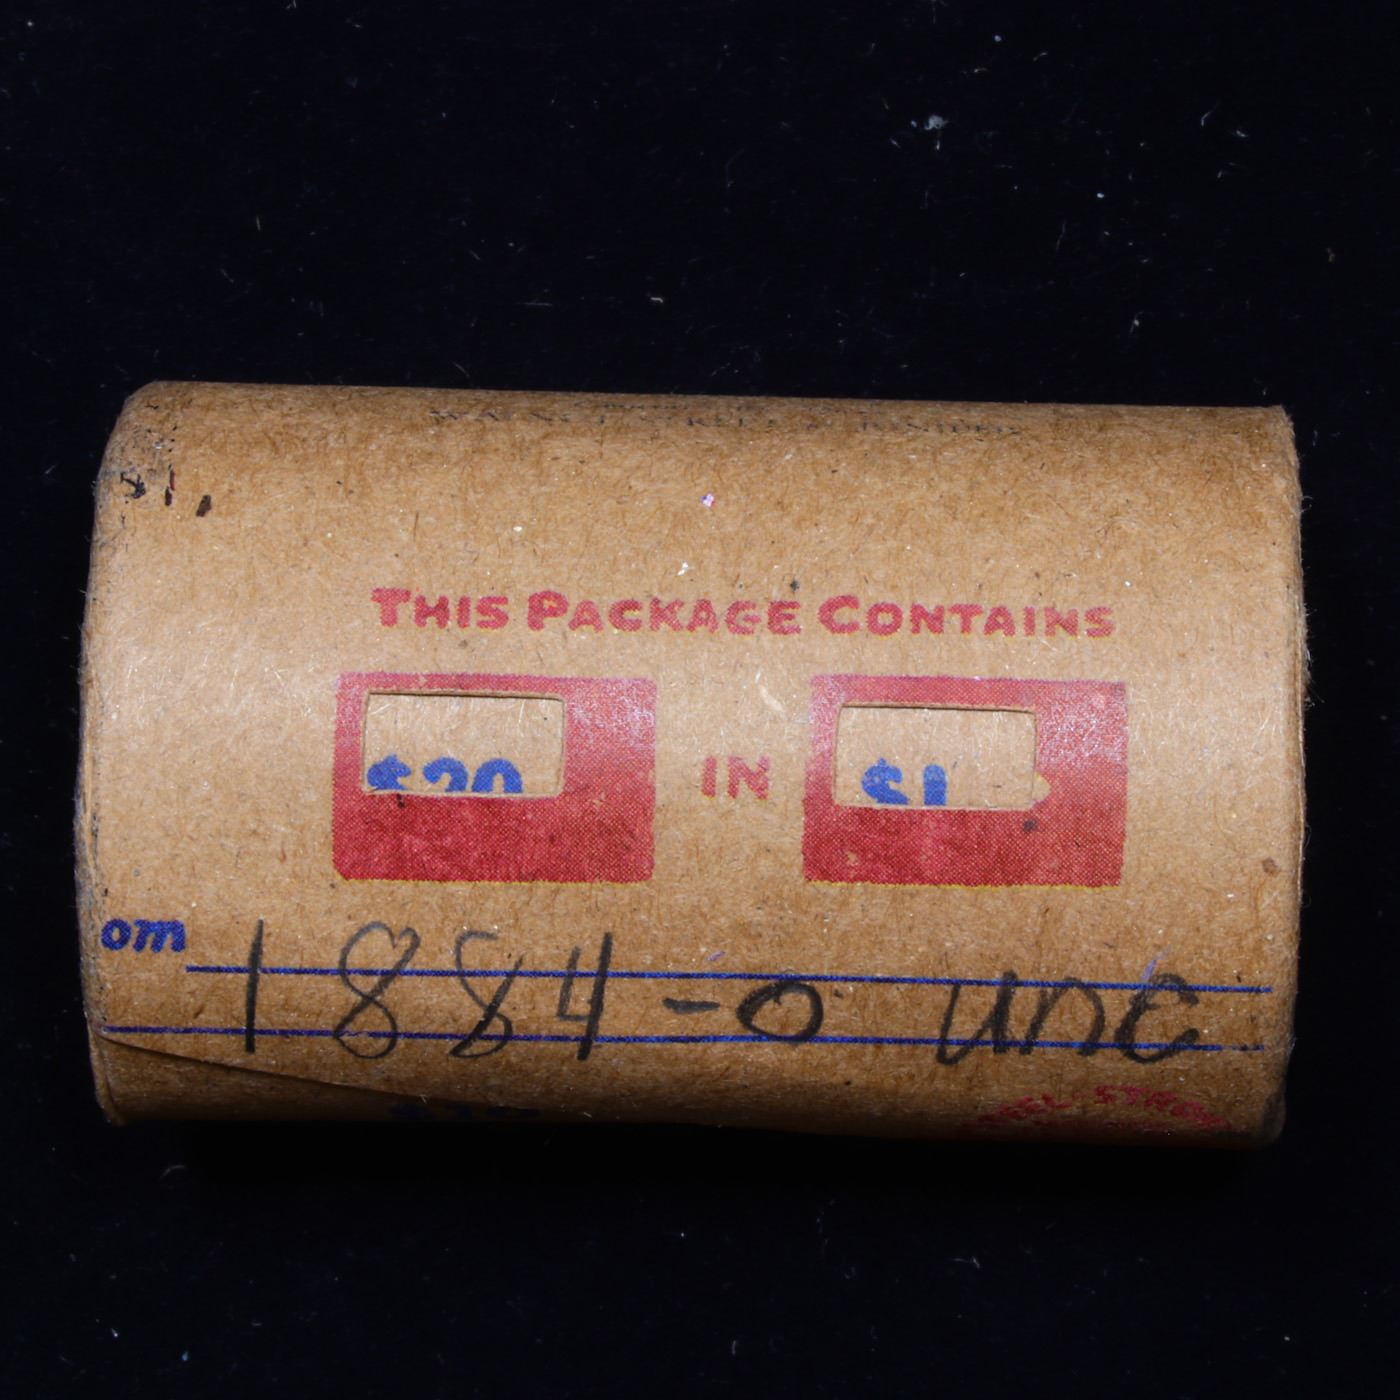 THIS PACKAGE CONTAINS
$20 IN $1
om
1884-O unc